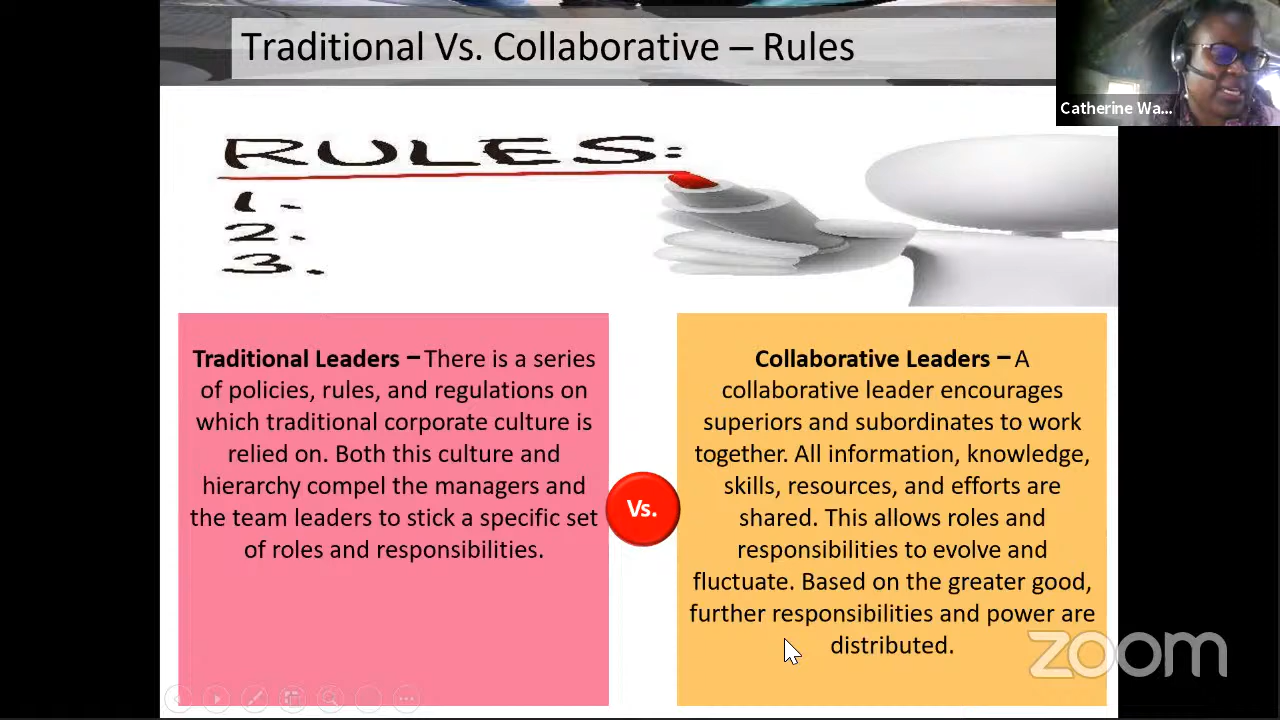 Traditional Vs. Collaborative – Rules
Catherine Wa...
RULES:
1.
2.
3.
Traditional Leaders – There is a series
of policies, rules, and regulations on
which traditional corporate culture is
relied on. Both this culture and
hierarchy compel the managers and
the team leaders to stick a specific set
of roles and responsibilities.
Vs.
Collaborative Leaders – A
collaborative leader encourages
superiors and subordinates to work
together. All information, knowledge,
skills, resources, and efforts are
shared. This allows roles and
responsibilities to evolve and
fluctuate. Based on the greater good,
further responsibilities and power are
distributed.
zoom